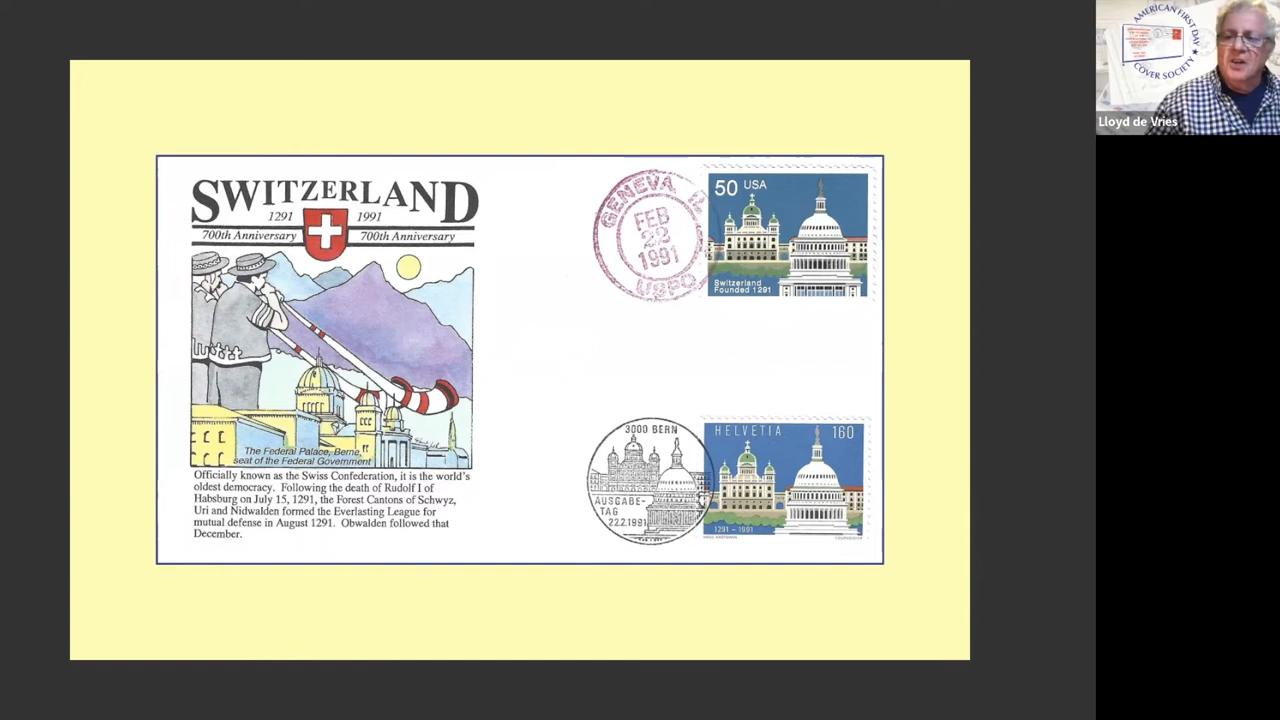 SWITZERLAND
1291 1991
700th Anniversary 700th Anniversary
The Federal Palace, Berne,
seat of the Federal Government
Officially known as the Swiss Confederation, it is the world's
oldest democracy. Following the death of Rudolf I of
Habsburg on July 15, 1291, the Forest Cantons of Schwyz,
Uri and Nidwalden formed the Everlasting League for
mutual defense in August 1291. Obwalden followed that
December.
GENEVA
FEB
22
1991
USPO
50 USA
Switzerland
Founded 1291
3000 BERN
AUSGABE-
TAG
22.2.1991
HELVETIA 160
1291 – 1991
AMERICAN FIRST DAY
COVER SOCIETY
Lloyd de Vries